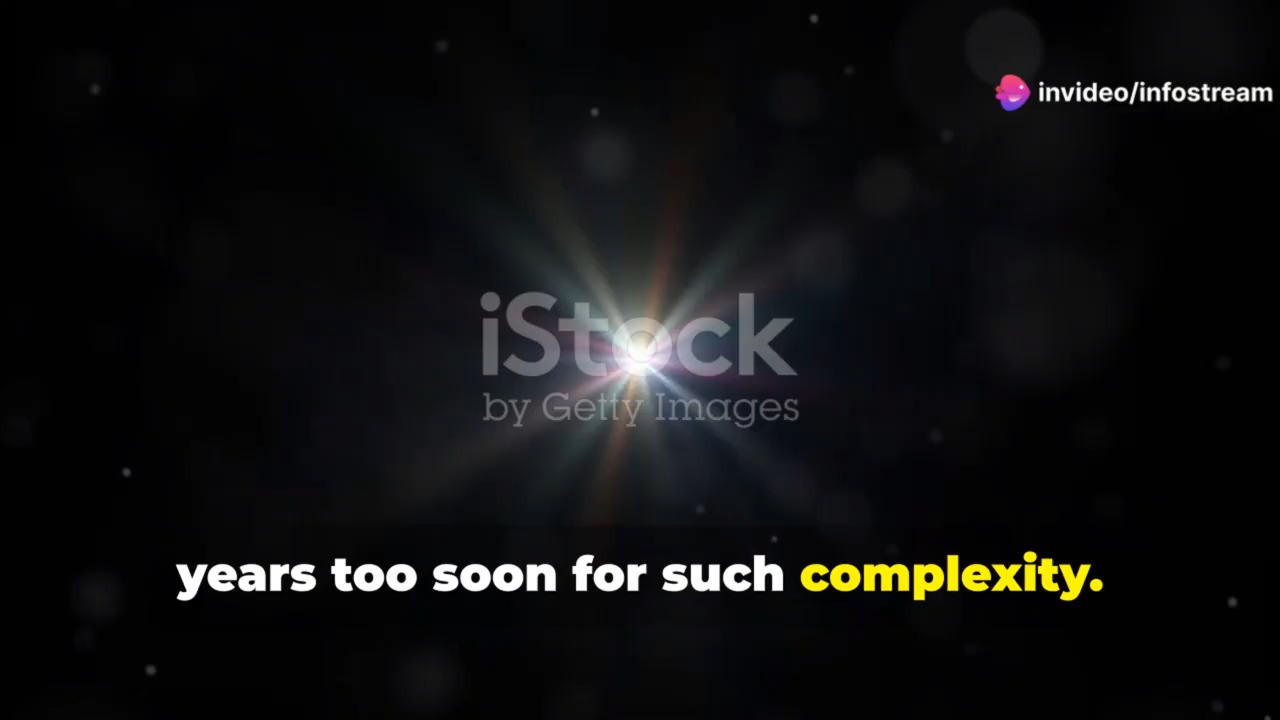 invideo/infostream
iStock
by Getty Images
years too soon for such complexity.